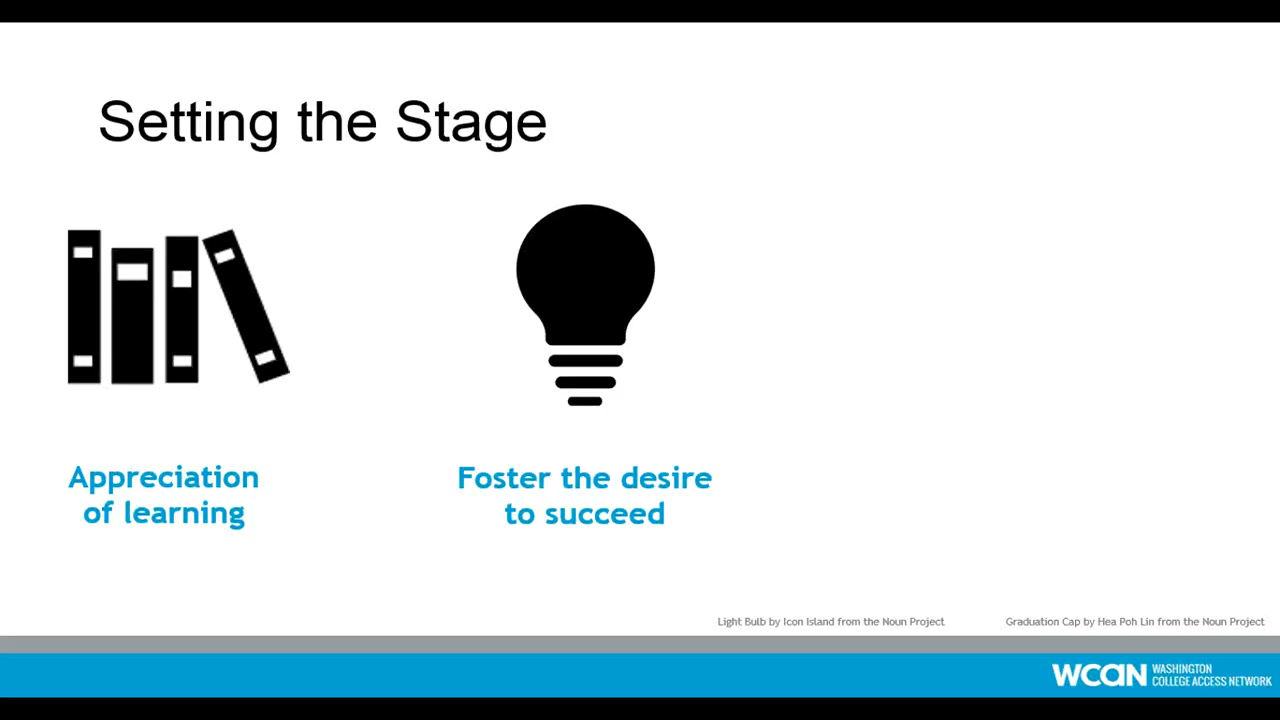 Setting the Stage
Appreciation
of learning
Foster the desire
to succeed
Light Bulb by Icon Island from the Noun Project
Graduation Cap by Hea Poh Lin from the Noun Project
WCAN
WASHINGTON
COLLEGE ACCESS NETWORK